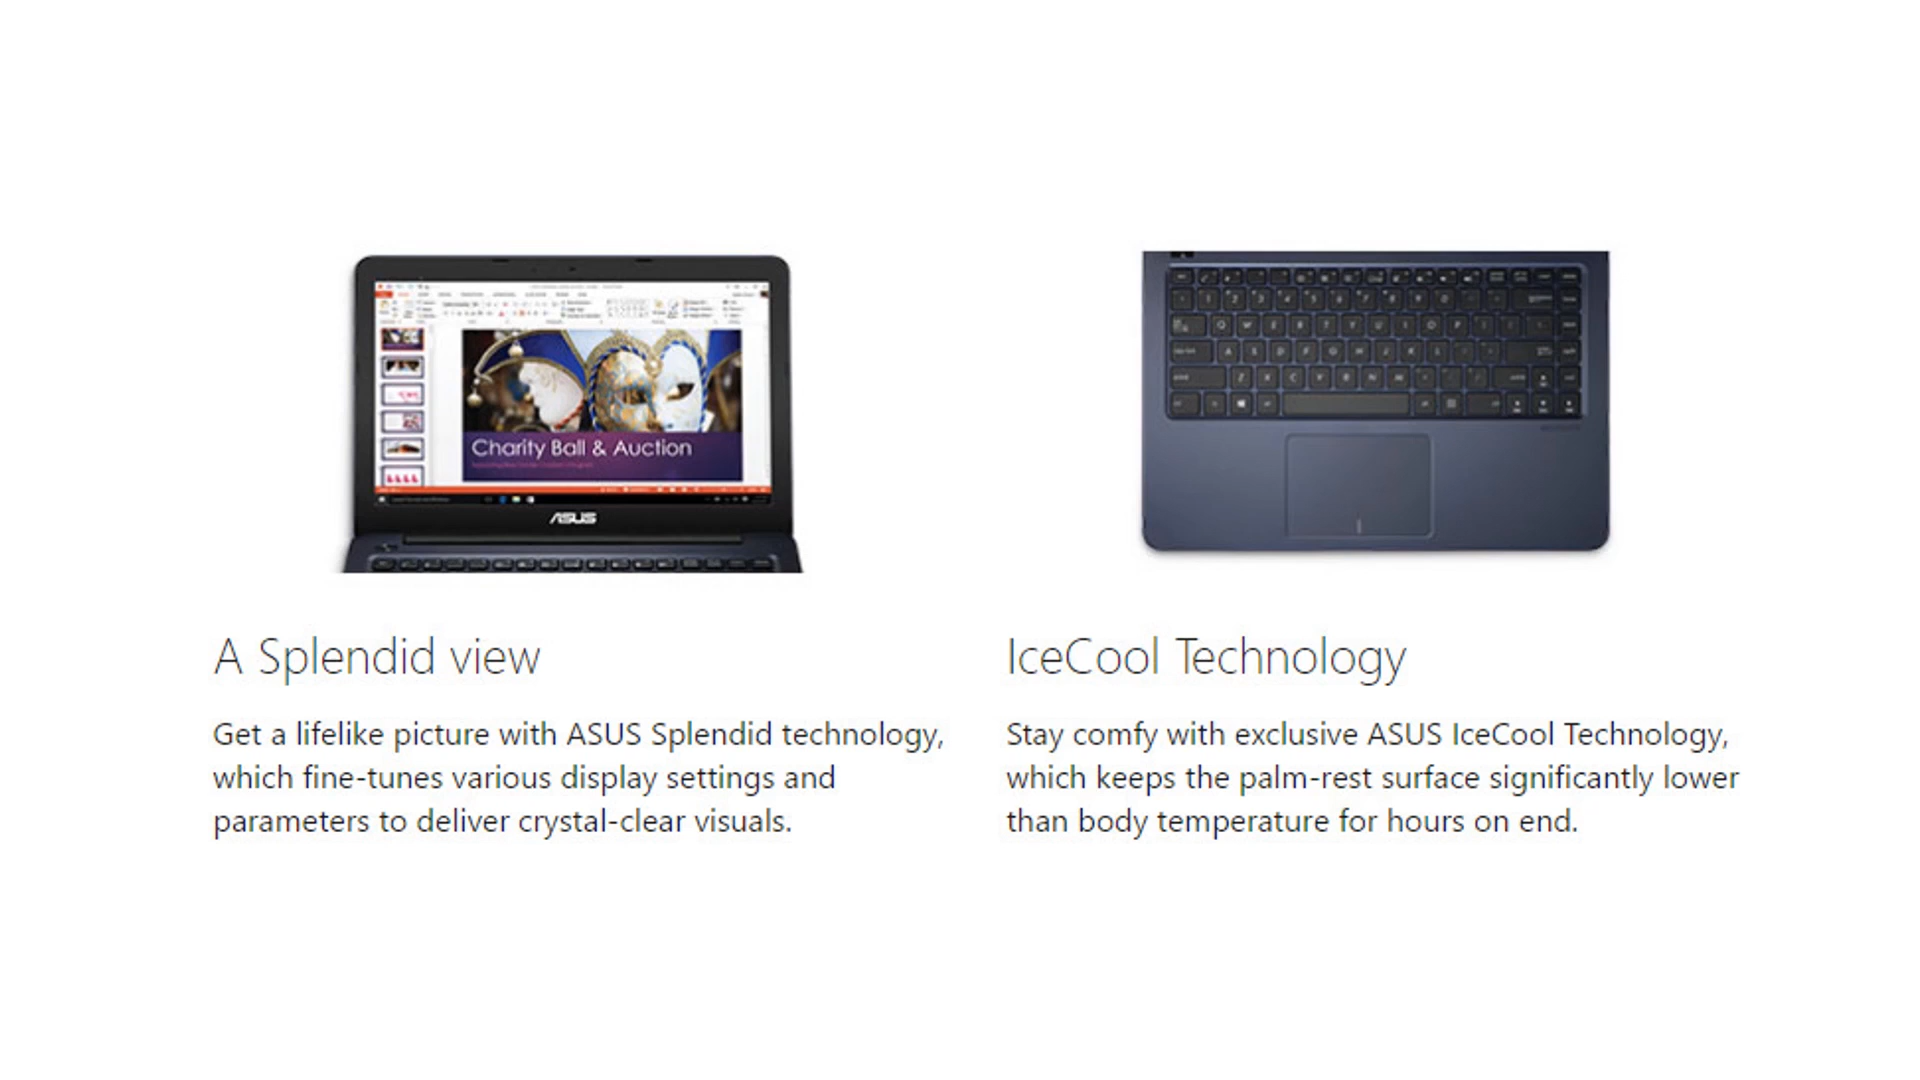 Charity Ball & Auction
ASUS
Q W E R T Y U I O P
A S D F G H J K L
Z X C V B N M
A Splendid view
Get a lifelike picture with ASUS Splendid technology,
which fine-tunes various display settings and
parameters to deliver crystal-clear visuals.
IceCool Technology
Stay comfy with exclusive ASUS IceCool Technology,
which keeps the palm-rest surface significantly lower
than body temperature for hours on end.